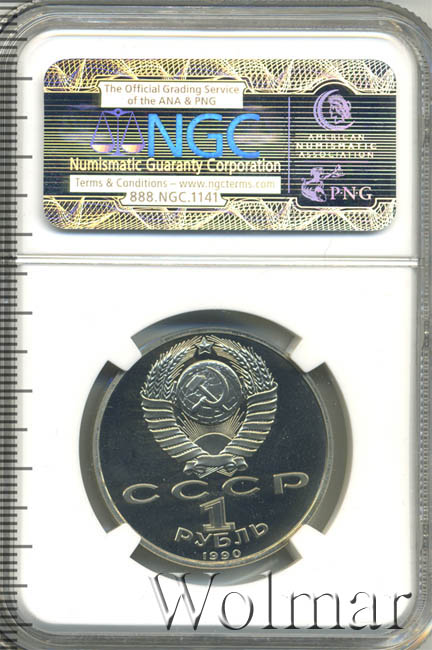 The Official Grading Service
of the ANA & PNG
NGC
Numismatic Guaranty Corporation
Terms & Conditions – www.ngcterms.com
888.NGC.1141
AMERICAN
NUMISMATIC
ASSOCIATION
P·N·G
СССР
1
РУБЛЬ
1990
Wolmar